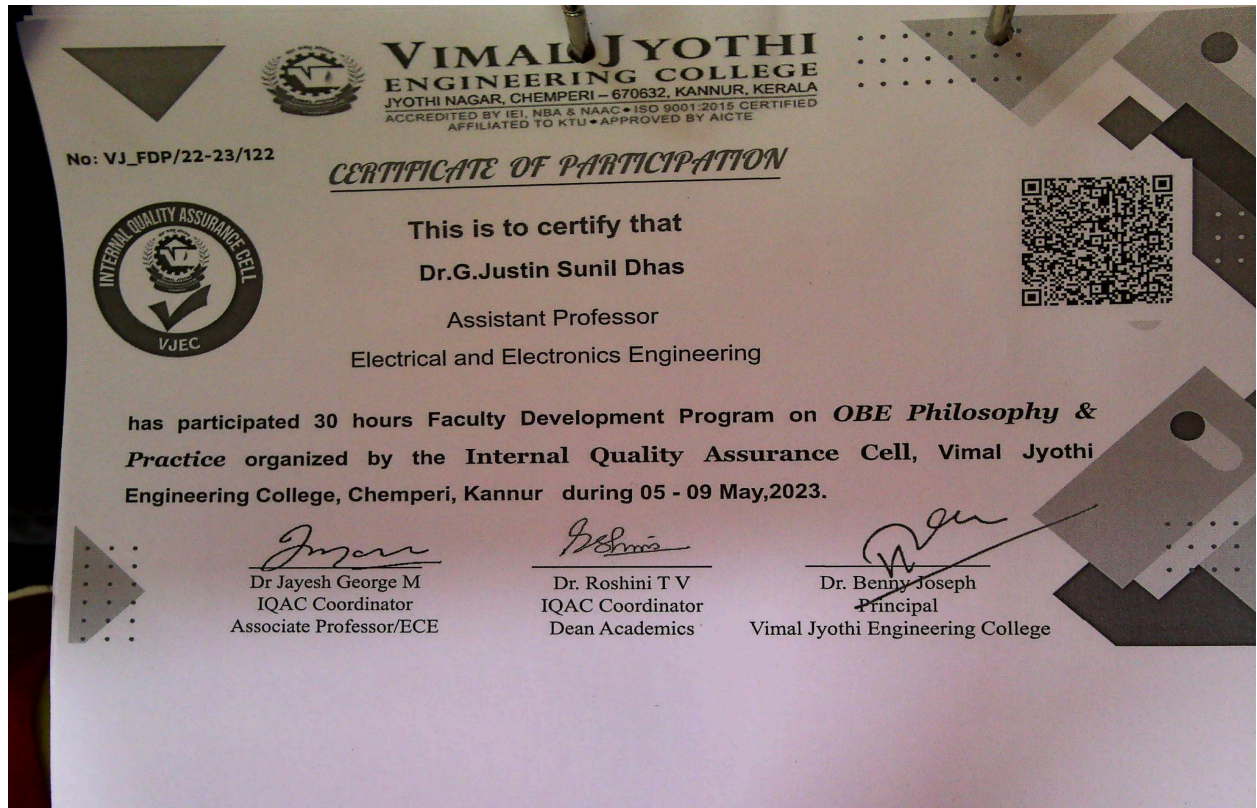 VIMAL JYOTHI
ENGINEERING COLLEGE
JYOTHI NAGAR, CHEMPERI – 670632, KANNUR, KERALA
ACCREDITED BY IEI, NBA & NAAC • ISO 9001:2015 CERTIFIED
AFFILIATED TO KTU • APPROVED BY AICTE
No: VJ_FDP/22-23/122
CERTIFICATE OF PARTICIPATION
INTERNAL QUALITY ASSURANCE CELL
VJEC
This is to certify that
Dr.G.Justin Sunil Dhas
Assistant Professor
Electrical and Electronics Engineering
has participated 30 hours Faculty Development Program on OBE Philosophy &
Practice organized by the Internal Quality Assurance Cell, Vimal Jyothi
Engineering College, Chemperi, Kannur during 05 - 09 May,2023.
Dr Jayesh George M
IQAC Coordinator
Associate Professor/ECE
Dr. Roshini T V
IQAC Coordinator
Dean Academics
Dr. Benny Joseph
Principal
Vimal Jyothi Engineering College